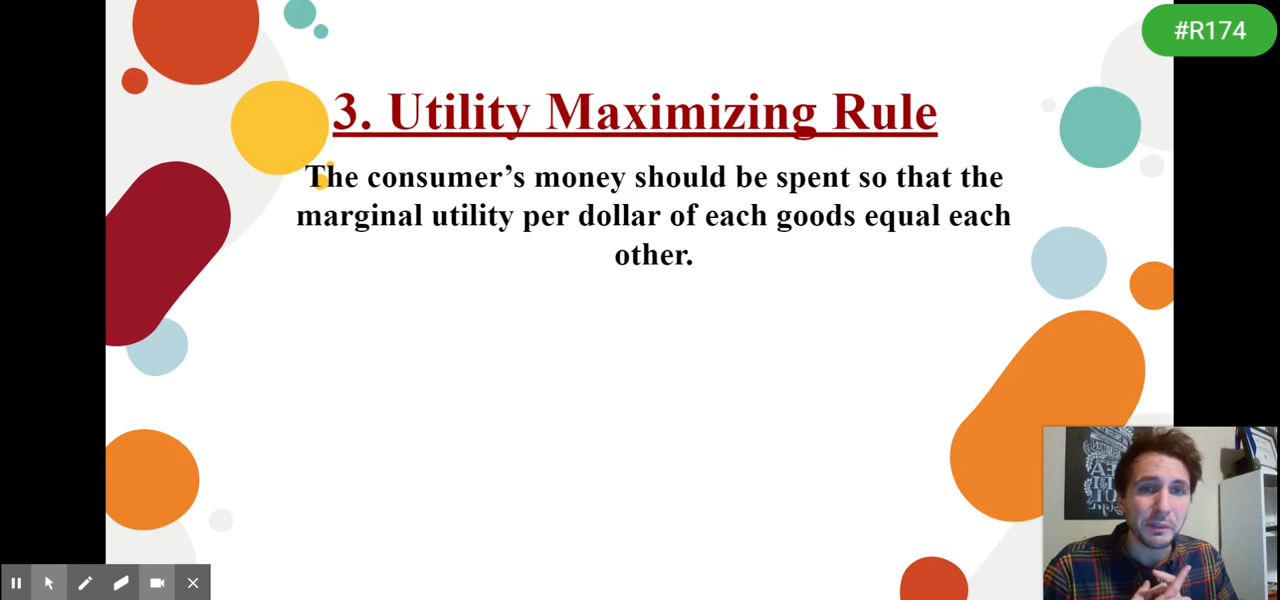 #R174
3. Utility Maximizing Rule
The consumer’s money should be spent so that the
marginal utility per dollar of each goods equal each
other.